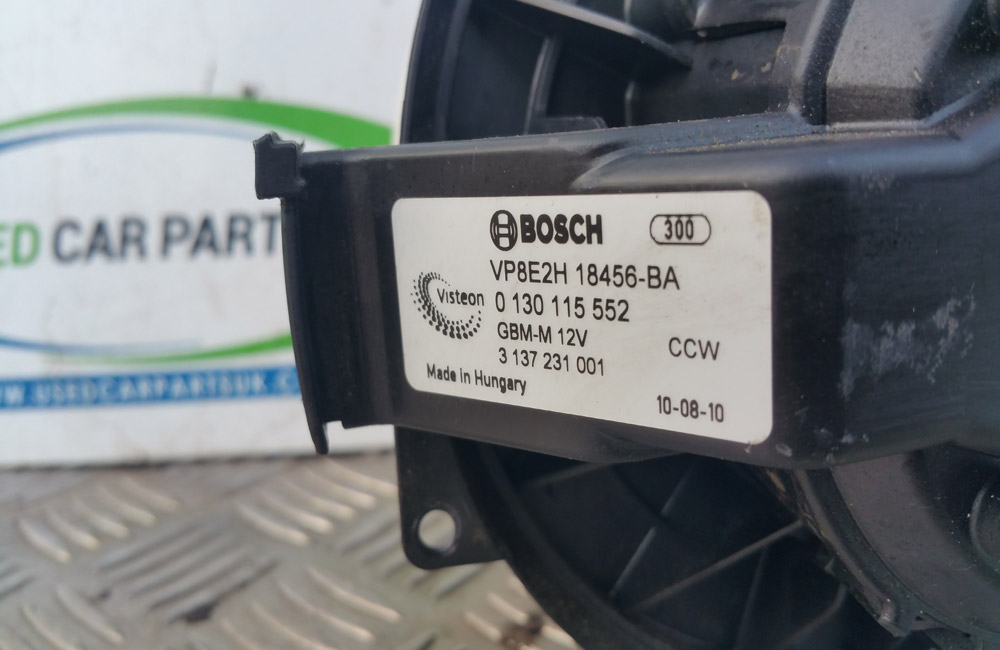 ED CAR PART
W.USEDCARPARTSUK.C
BOSCH 300
VP8E2H 18456-BA
Visteon
0 130 115 552
GBM-M 12V
CCW
3 137 231 001
Made in Hungary
10-08-10